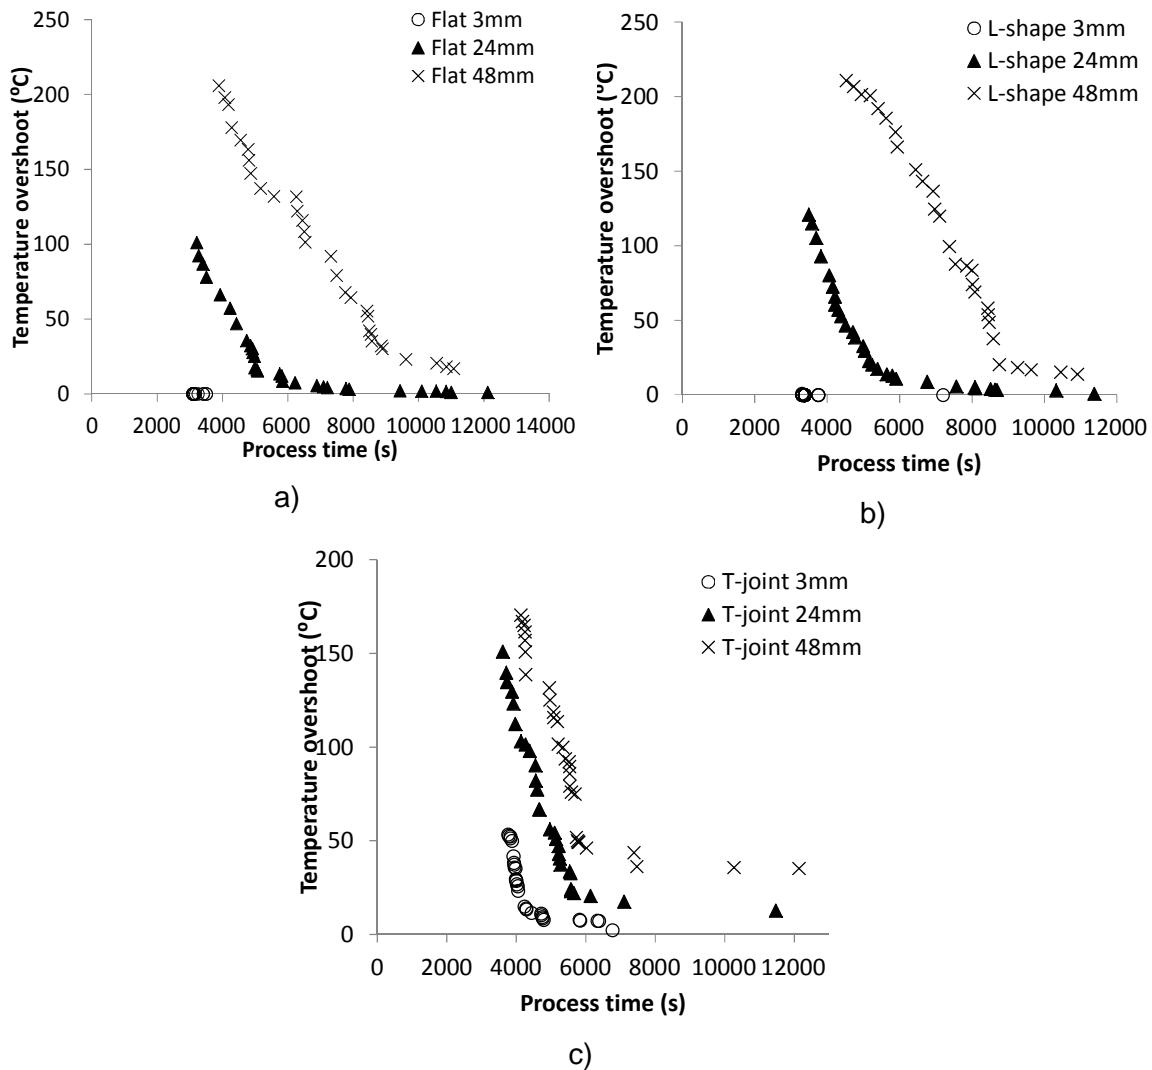 Temperature overshoot (°C)
250
200
150
100
50
0
0 2000 4000 6000 8000 10000 12000 14000
Process time (s)
Flat 3mm
Flat 24mm
Flat 48mm
a)
Temperature overshoot (°C)
250
200
150
100
50
0
0 2000 4000 6000 8000 10000 12000
Process time (s)
L-shape 3mm
L-shape 24mm
L-shape 48mm
b)
Temperature overshoot (°C)
200
150
100
50
0
0 2000 4000 6000 8000 10000 12000
Process time (s)
T-joint 3mm
T-joint 24mm
T-joint 48mm
c)